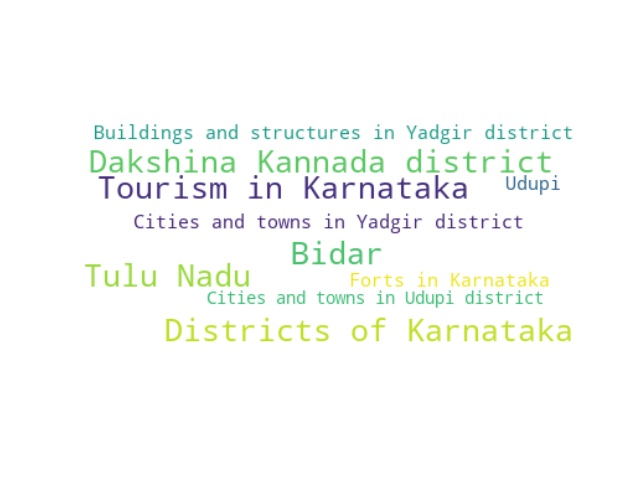 Buildings and structures in Yadgir district
Dakshina Kannada district
Tourism in Karnataka
Udupi
Cities and towns in Yadgir district
Bidar
Tulu Nadu
Forts in Karnataka
Cities and towns in Udupi district
Districts of Karnataka